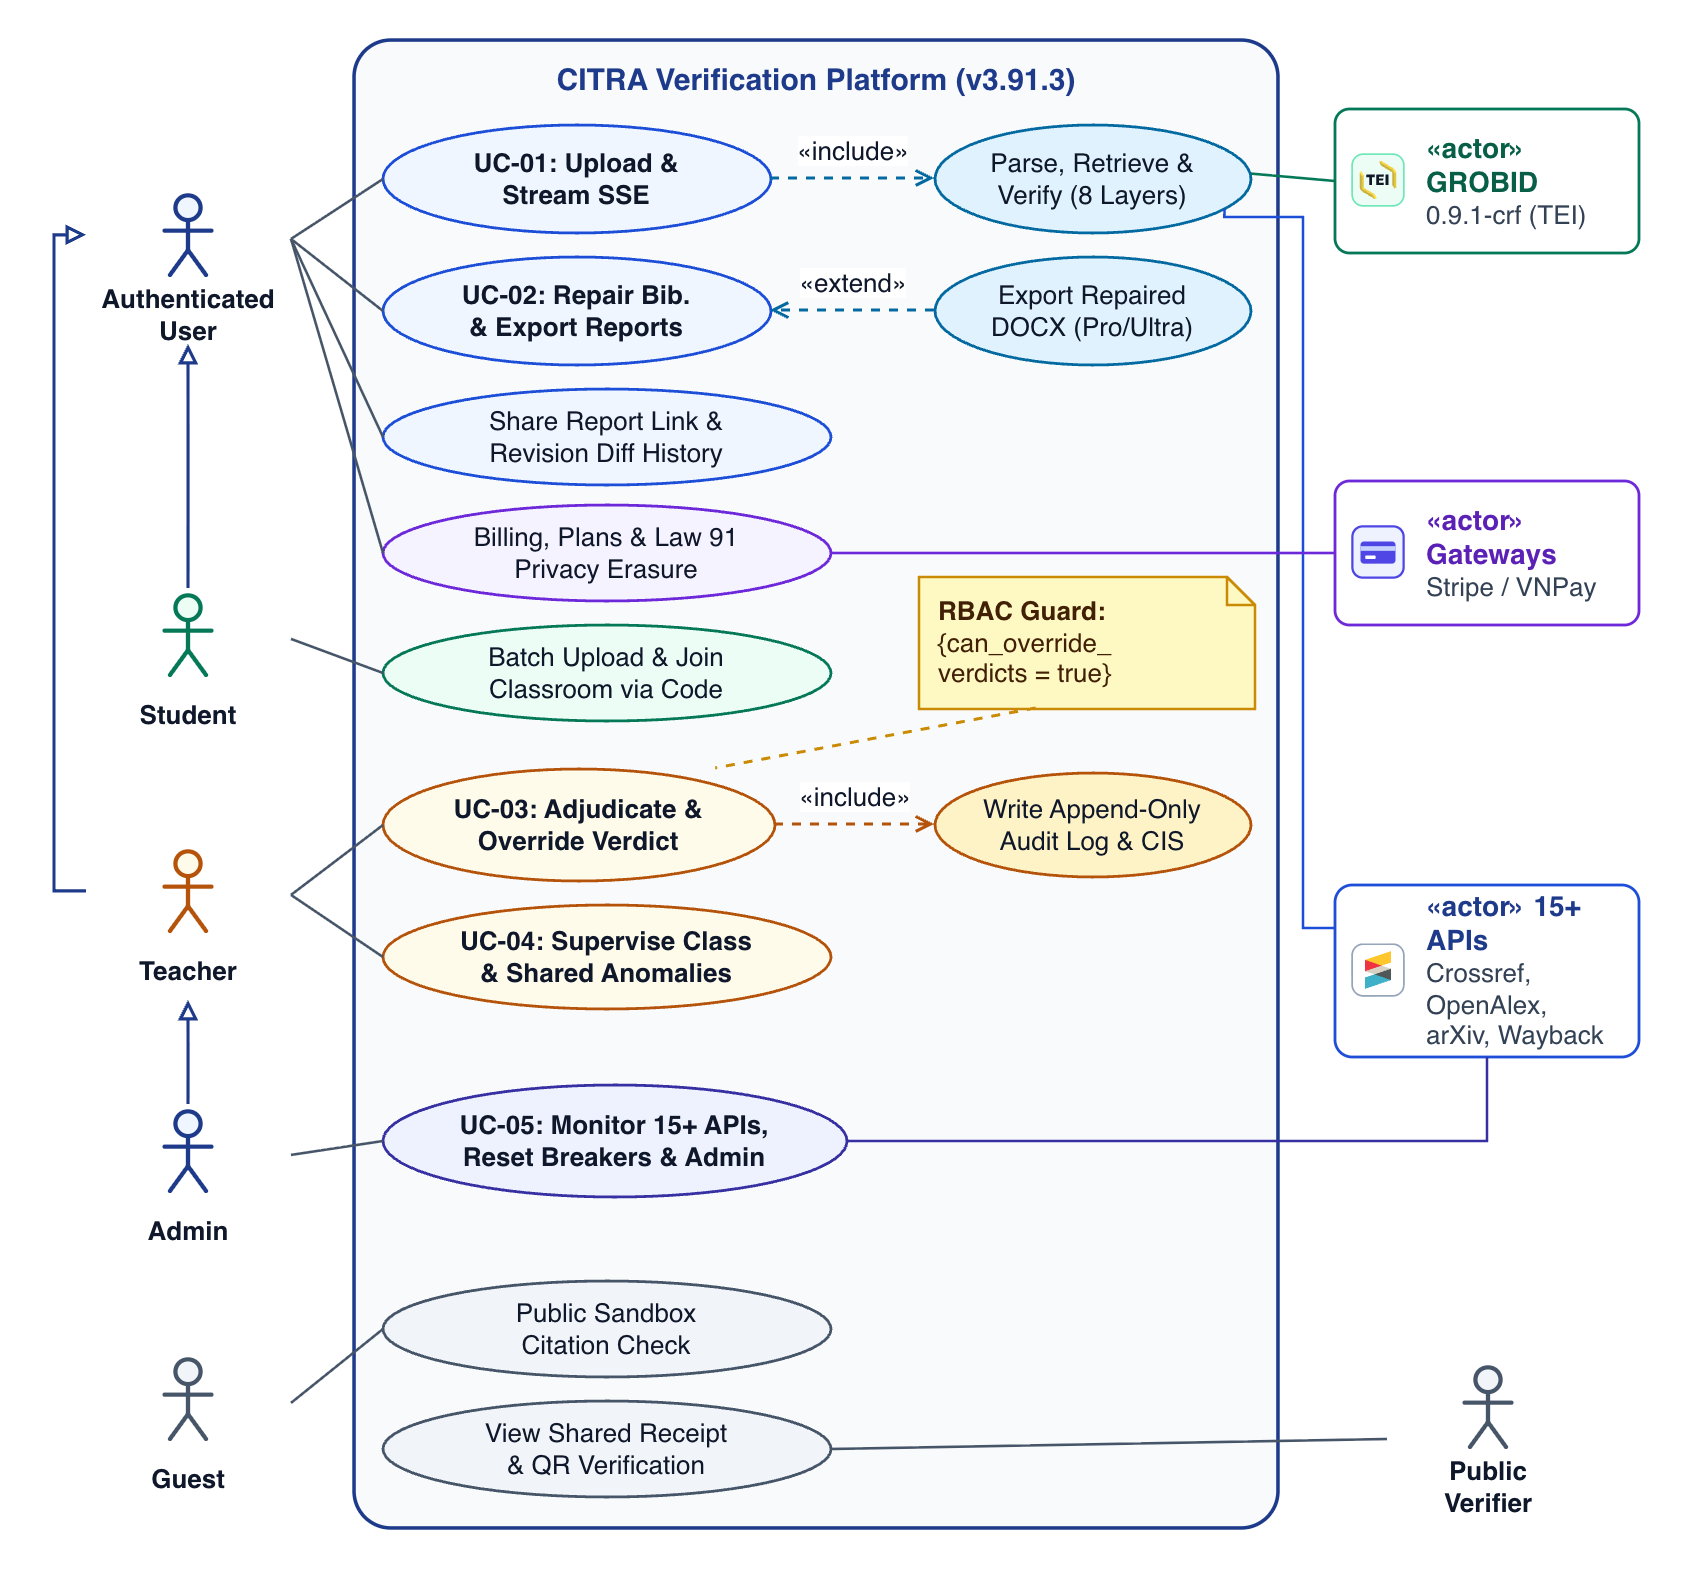 CITRA Verification Platform (v3.91.3)
UC-01: Upload &
Stream SSE
«include»
Parse, Retrieve &
Verify (8 Layers)
«actor»
GROBID
0.9.1-crf (TEI)
TEI
Authenticated
User
UC-02: Repair Bib.
& Export Reports
«extend»
Export Repaired
DOCX (Pro/Ultra)
Share Report Link &
Revision Diff History
Billing, Plans & Law 91
Privacy Erasure
«actor»
Gateways
Stripe / VNPay
RBAC Guard:
{can_override_
verdicts = true}
Student
Batch Upload & Join
Classroom via Code
UC-03: Adjudicate &
Override Verdict
«include»
Write Append-Only
Audit Log & CIS
Teacher
UC-04: Supervise Class
& Shared Anomalies
«actor» 15+
APIs
Crossref,
OpenAlex,
arXiv, Wayback
Admin
UC-05: Monitor 15+ APIs,
Reset Breakers & Admin
Public Sandbox
Citation Check
Guest
View Shared Receipt
& QR Verification
Public
Verifier